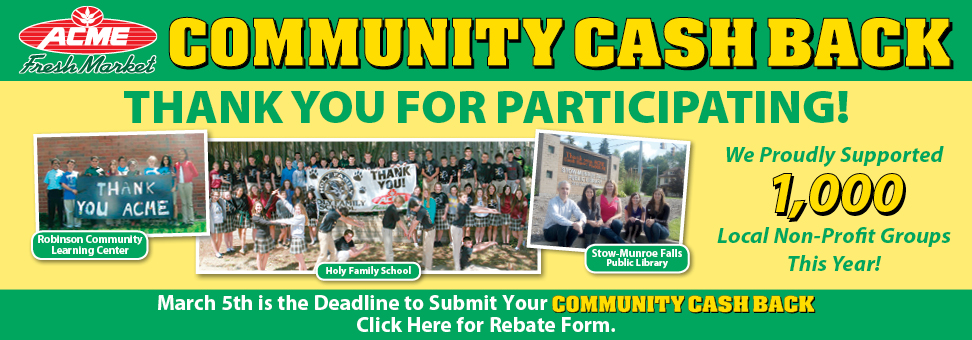 ACME
Fresh Market
COMMUNITY CASH BACK
THANK YOU FOR PARTICIPATING!
THANK
YOU ACME
Robinson Community
Learning Center
THANK
YOU!
FAMILY
Holy Family School
Stow-Munroe Falls
Public Library
We Proudly Supported
1,000
Local Non-Profit Groups
This Year!
March 5th is the Deadline to Submit Your COMMUNITY CASH BACK
Click Here for Rebate Form.